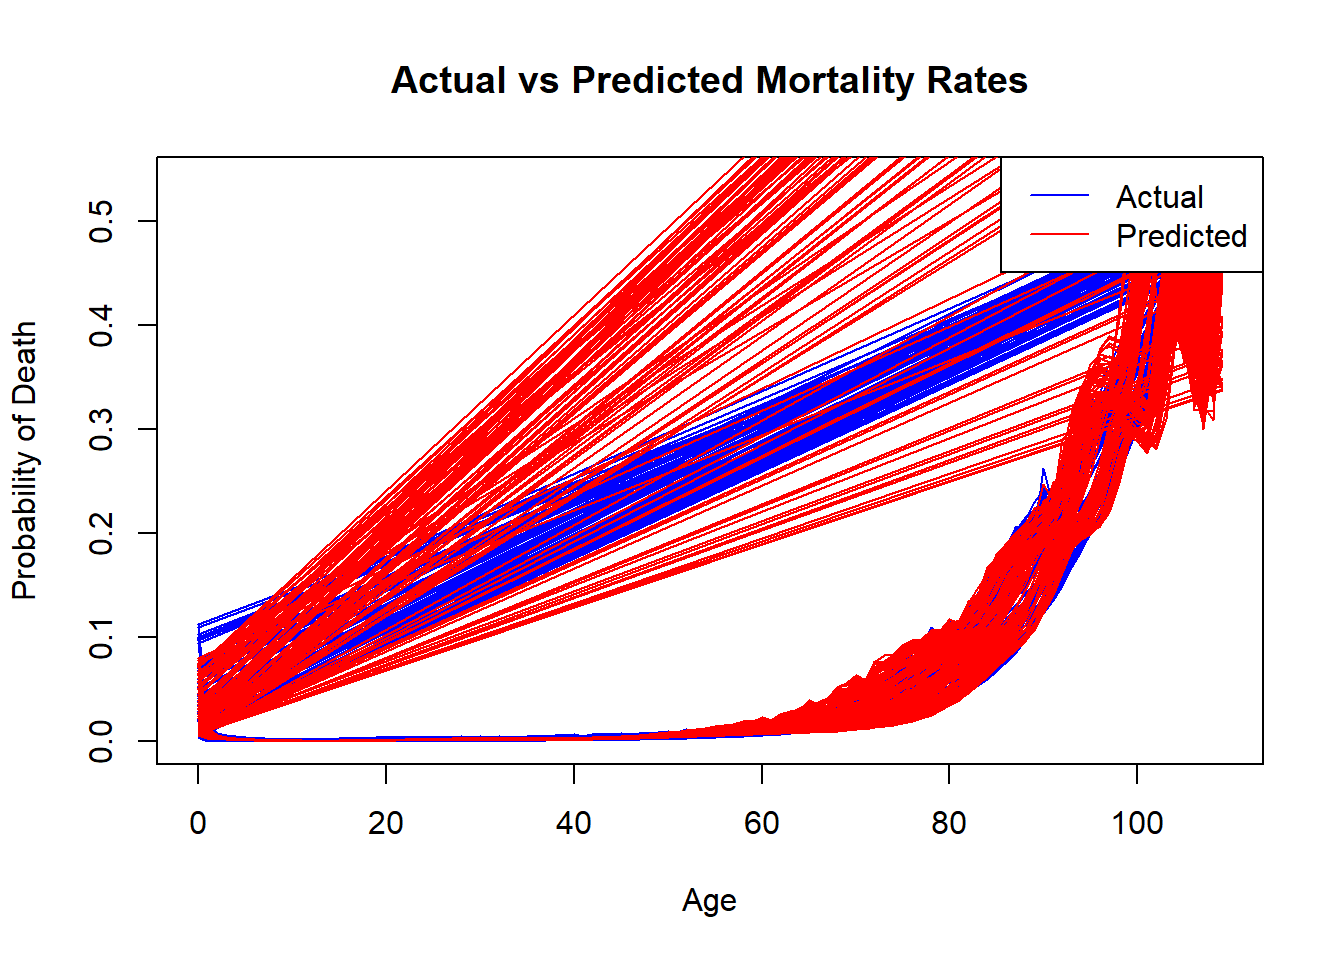 Actual vs Predicted Mortality Rates
Actual
Predicted
Probability of Death
0.5
0.4
0.3
0.2
0.1
0.0
0 20 40 60 80 100
Age